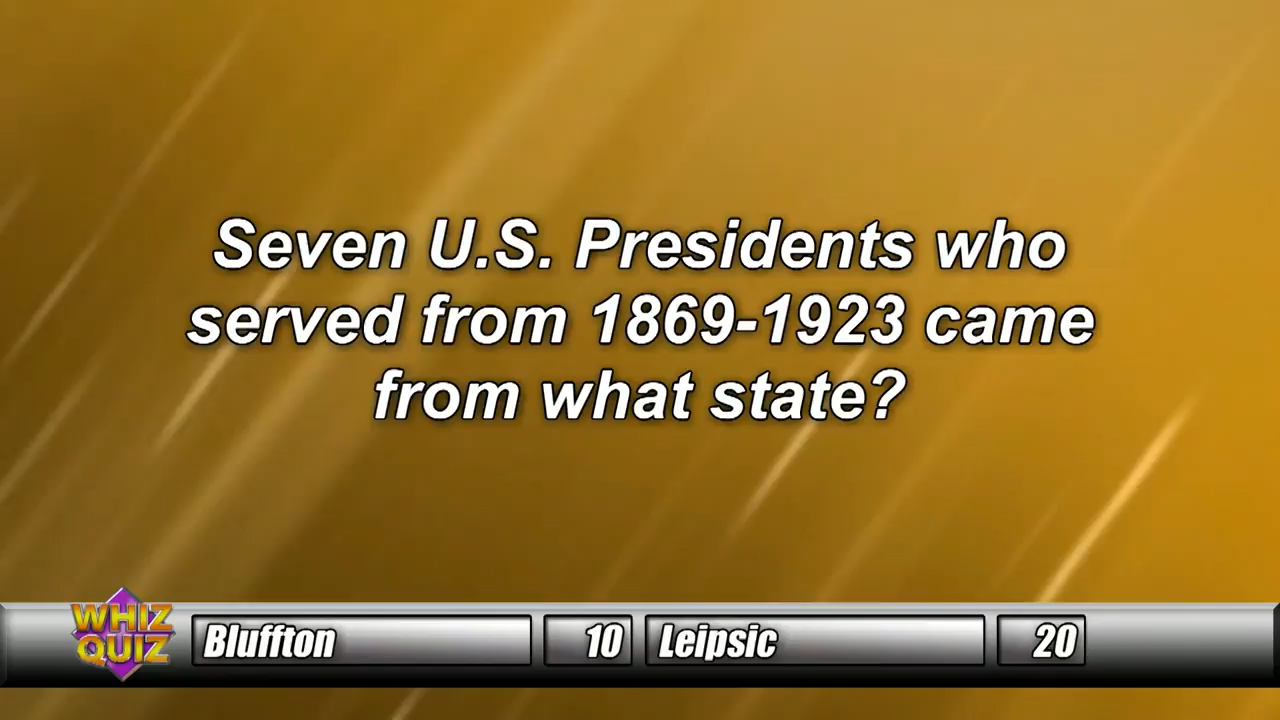 Seven U.S. Presidents who
served from 1869-1923 came
from what state?
WHIZ
QUIZ
Bluffton 10 Leipsic 20